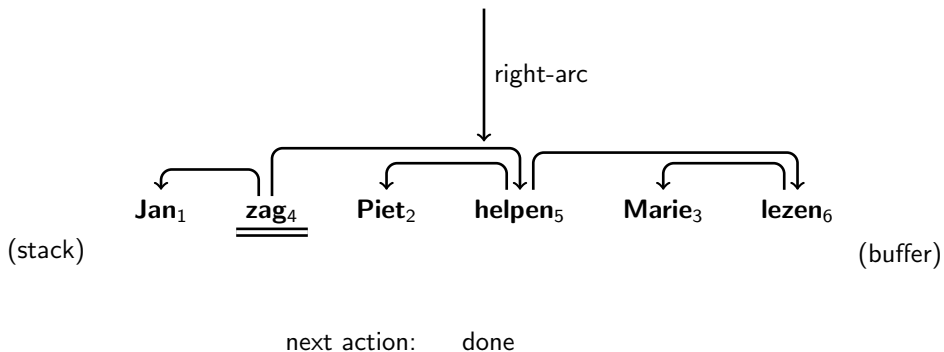 right-arc
Jan₁ zag₄ Piet₂ helpen₅ Marie₃ lezen₆
(stack) (buffer)
next action: done